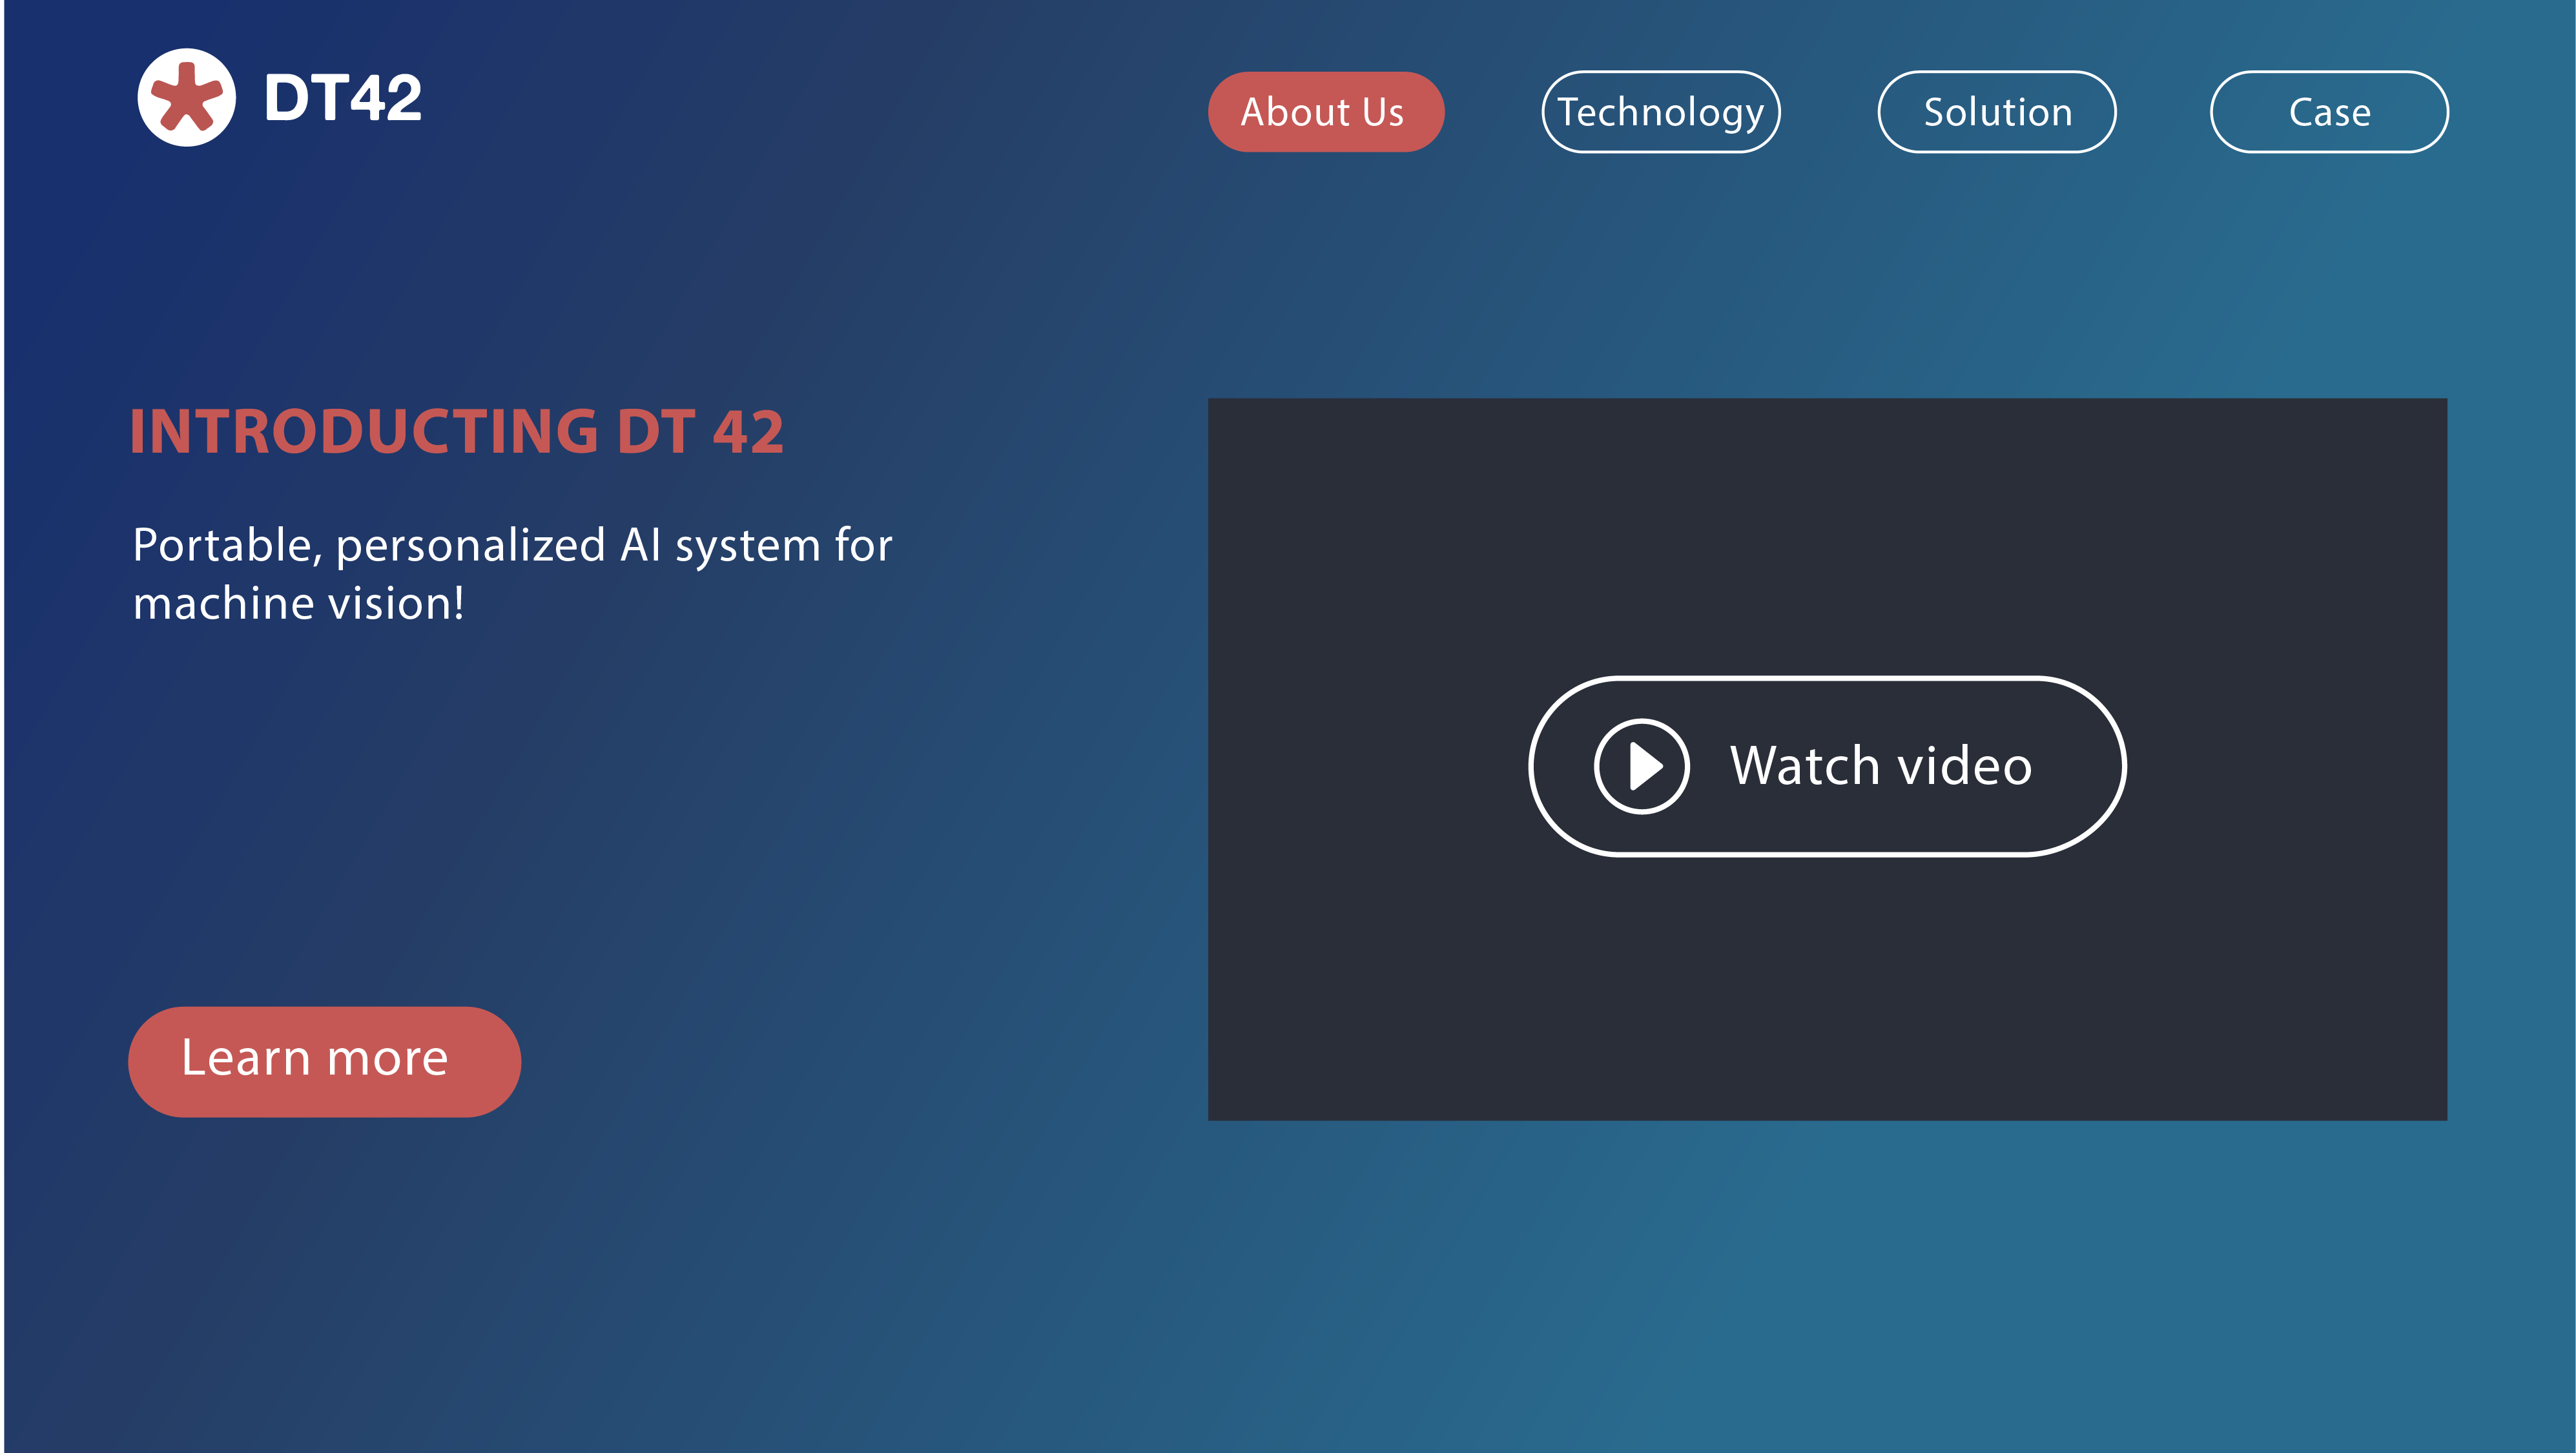 DT42
About Us
Technology
Solution
Case
INTRODUCTING DT 42
Portable, personalized AI system for
machine vision!
Watch video
Learn more